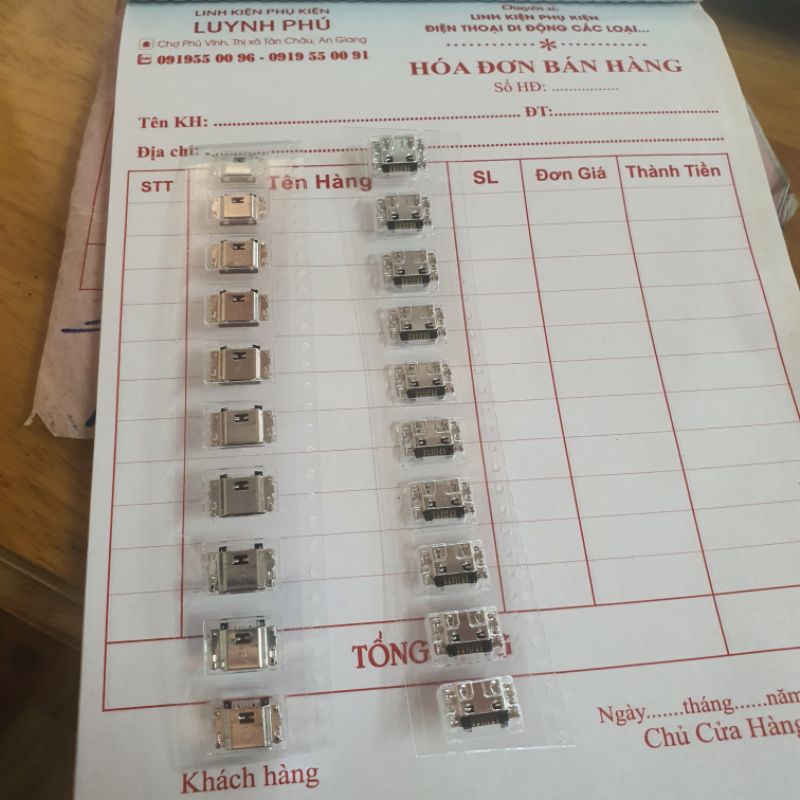 LINH KIỆN PHỤ KIỆN
LUYNH PHÚ
Chợ Phú Vĩnh, Thị xã Tân Châu, An Giang
091955 00 96 - 0919 55 00 91
Chuyên sỉ:
LINH KIỆN PHỤ KIỆN
ĐIỆN THOẠI DI ĐỘNG CÁC LOẠI...
HÓA ĐƠN BÁN HÀNG
Số HĐ: ................
Tên KH: ............................................................ ĐT:................................
Địa chỉ: ................................................................................
STT Tên Hàng SL Đơn Giá Thành Tiền
TỔNG
Ngày.......tháng......năm
Chủ Cửa Hàng
Khách hàng